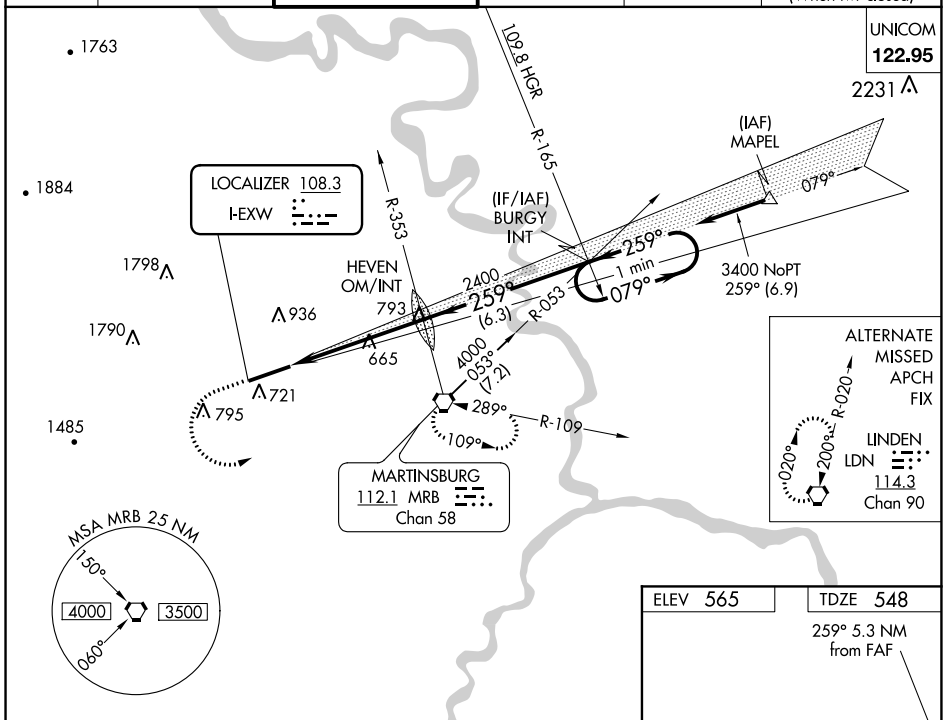 UNICOM
122.95
1763
2231
109.8 HGR
R-165
(IAF)
MAPEL
079°
1884
LOCALIZER 108.3
I-EXW
R-353
(IF/IAF)
BURGY
INT
259°
1 min
079°
3400 NoPT
259° (6.9)
1798
HEVEN
OM/INT
2400
259°
(6.3)
R-053
936
793
1790
665
4000
053°
(7.2)
721
795
289°
R-109
109°
1485
MARTINSBURG
112.1 MRB
Chan 58
ALTERNATE
MISSED
APCH
FIX
R-020
020°
200°
LINDEN
LDN
114.3
Chan 90
MSA MRB 25 NM
150°
4000
3500
060°
ELEV 565
TDZE 548
259° 5.3 NM
from FAF